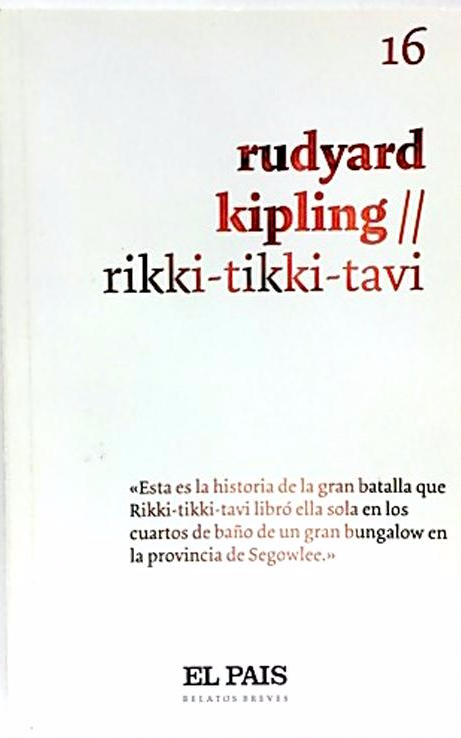 16
rudyard
kipling //
rikki-tikki-tavi
«Esta es la historia de la gran batalla que
Rikki-tikki-tavi libró ella sola en los
cuartos de baño de un gran bungalow en
la provincia de Segowlee.»
EL PAIS
RELATOS BREVES